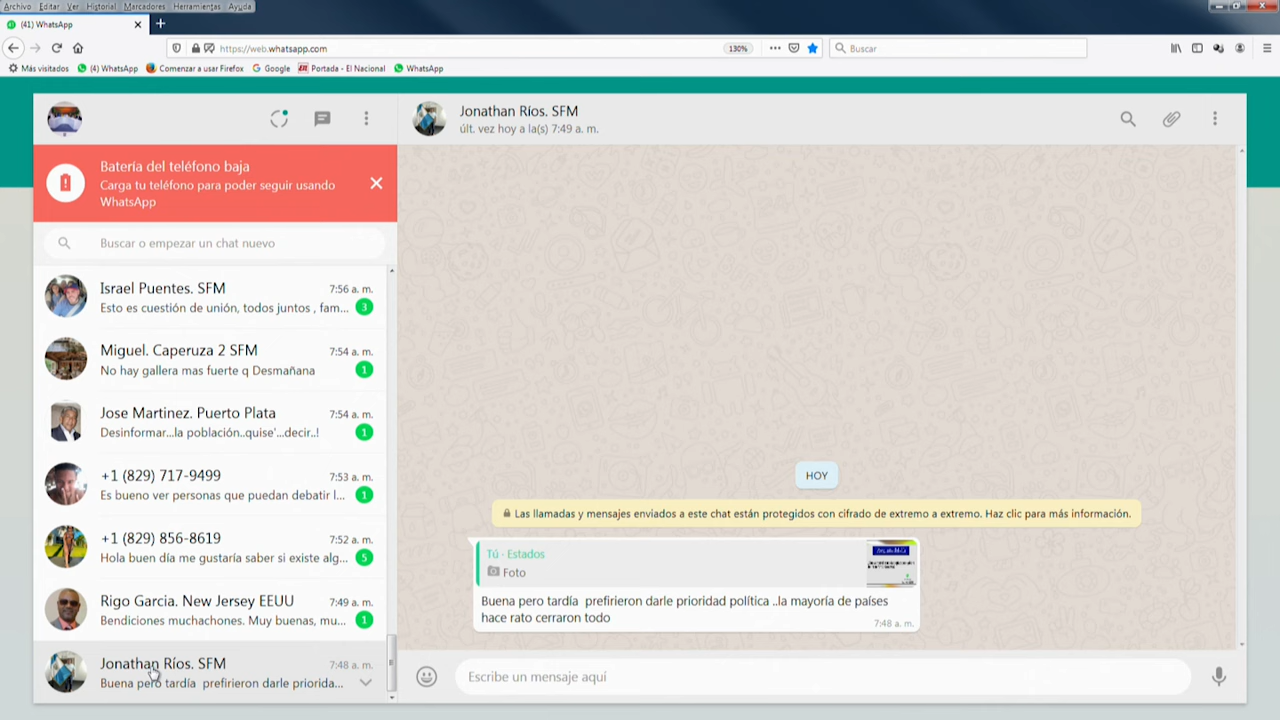 Archivo Editar Ver Historial Marcadores Herramientas Ayuda
(41) WhatsApp
https://web.whatsapp.com
130%
Buscar
Más visitados
(4) WhatsApp
Comenzar a usar Firefox
Google
Portada - El Nacional
WhatsApp
Jonathan Ríos. SFM
últ. vez hoy a la(s) 7:49 a. m.
Batería del teléfono baja
Carga tu teléfono para poder seguir usando
WhatsApp
Buscar o empezar un chat nuevo
Israel Puentes. SFM
7:56 a. m.
Esto es cuestión de unión, todos juntos , fam...
3
Miguel. Caperuza 2 SFM
7:54 a. m.
No hay gallera mas fuerte q Desmañana
1
Jose Martinez. Puerto Plata
7:54 a. m.
Desinformar...la población..quise'...decir..!
1
+1 (829) 717-9499
7:53 a. m.
Es bueno ver personas que puedan debatir l...
1
+1 (829) 856-8619
7:52 a. m.
Hola buen día me gustaría saber si existe alg...
5
Rigo Garcia. New Jersey EEUU
7:49 a. m.
Bendiciones muchachones. Muy buenas, mu...
1
Jonathan Ríos. SFM
7:48 a. m.
Buena pero tardía prefirieron darle priorida...
HOY
Las llamadas y mensajes enviados a este chat están protegidos con cifrado de extremo a extremo. Haz clic para más información.
Tú · Estados
Foto
Buena pero tardía prefirieron darle prioridad política ..la mayoría de países
hace rato cerraron todo
7:48 a. m.
Escribe un mensaje aquí